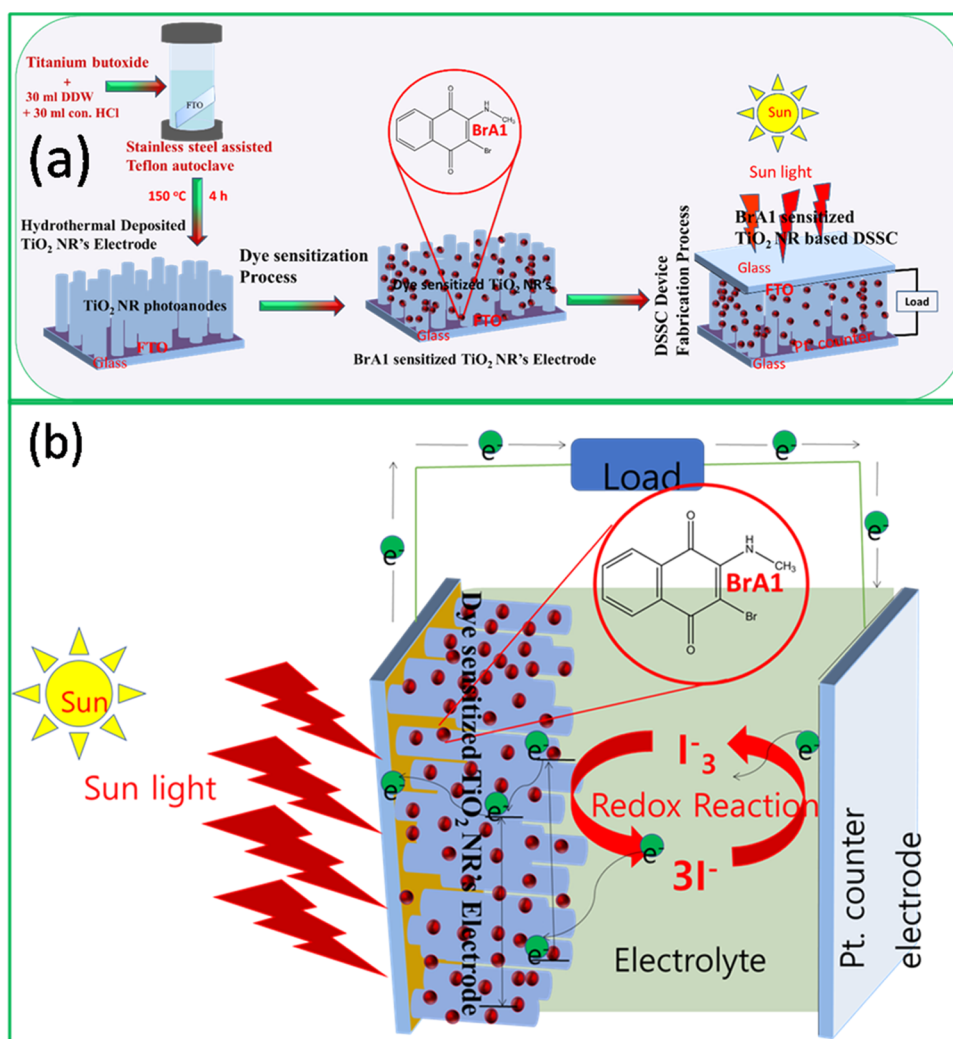 (a)
Titanium butoxide
+
30 ml DDW
+ 30 ml con. HCl
FTO
Stainless steel assisted
Teflon autoclave
150 °C 4 h
Hydrothermal Deposited
TiO₂ NR's Electrode
TiO₂ NR photoanodes
FTO
Glass
Dye sensitization
Process
O
H
N
CH₃
BrA1
Br
O
Dye sensitized TiO₂ NR's
FTO
Glass
BrA1 sensitized TiO₂ NR's Electrode
DSSC Device
Fabrication Process
Sun
Sun light
BrA1 sensitized
TiO₂ NR based DSSC
Glass
FTO
Load
Pt. counter
Glass
(b)
e⁻
e⁻
e⁻
e⁻
Load
O
H
N
CH₃
BrA1
Br
O
Sun
Sun light
Dye sensitized TiO₂ NR's Electrode
e⁻
e⁻
e⁻
e⁻
e⁻
e⁻
I⁻₃
Redox Reaction
3I⁻
Electrolyte
Pt. counter
electrode